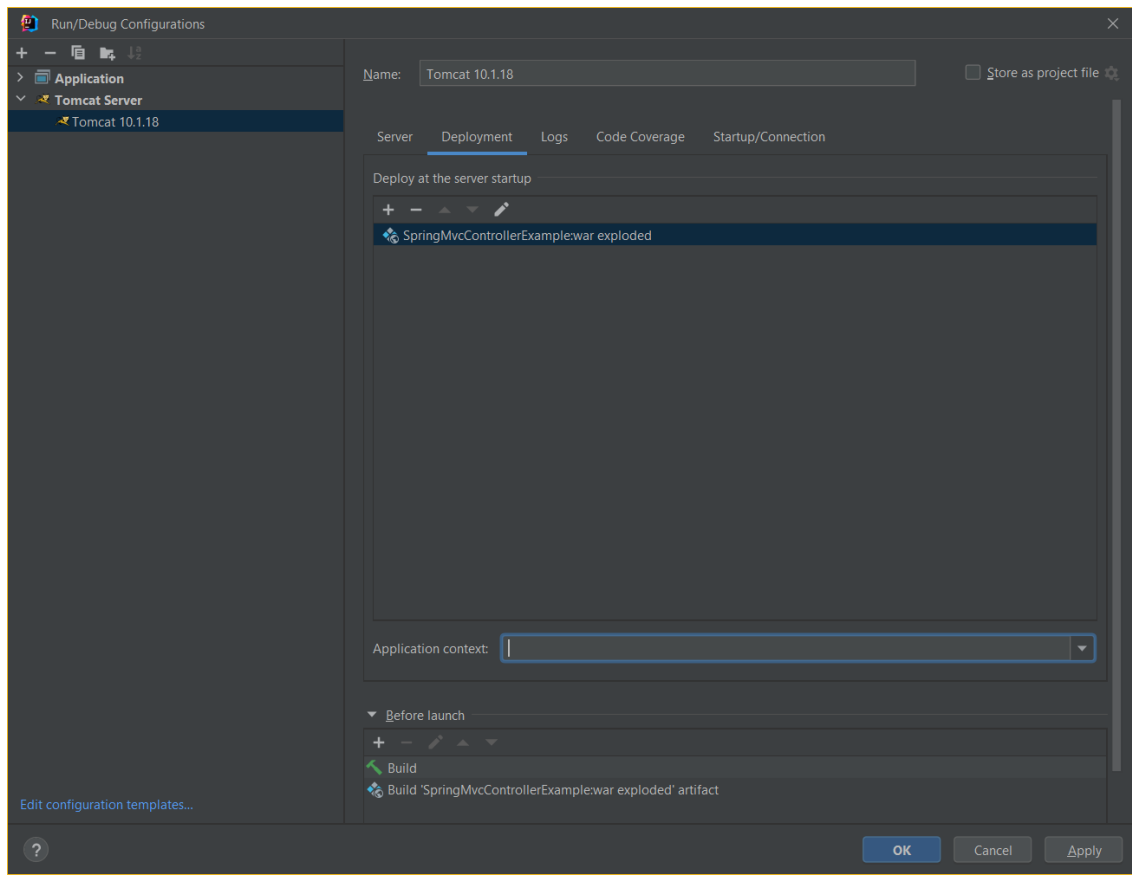 Run/Debug Configurations
Application
Tomcat Server
Tomcat 10.1.18
Edit configuration templates...
Name: Tomcat 10.1.18 Store as project file
Server Deployment Logs Code Coverage Startup/Connection
Deploy at the server startup
SpringMvcControllerExample:war exploded
Application context:
Before launch
Build
Build 'SpringMvcControllerExample:war exploded' artifact
? OK Cancel Apply